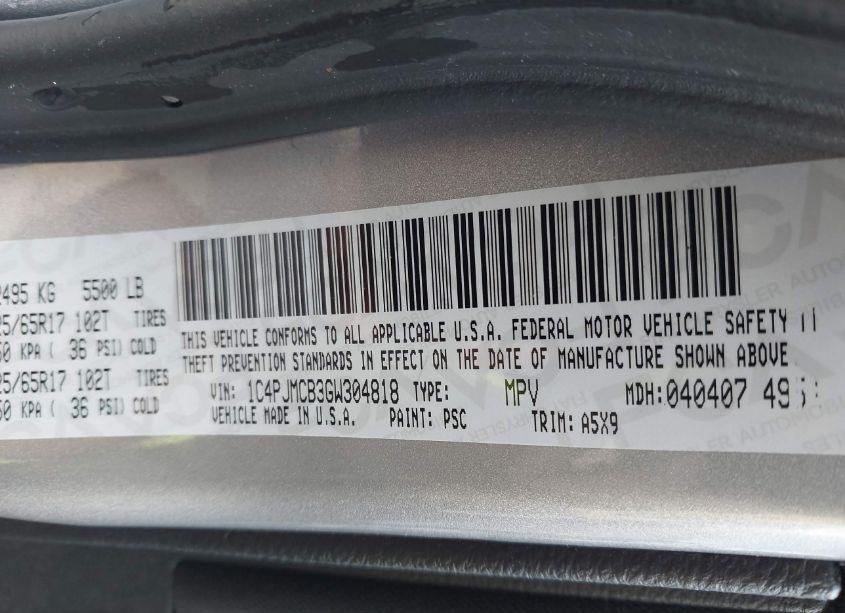 2495 KG 5500 LB
25/65R17 102T TIRES
50 KPA ( 36 PSI) COLD
25/65R17 102T TIRES
50 KPA ( 36 PSI) COLD
THIS VEHICLE CONFORMS TO ALL APPLICABLE U.S.A. FEDERAL MOTOR VEHICLE SAFETY
THEFT PREVENTION STANDARDS IN EFFECT ON THE DATE OF MANUFACTURE SHOWN ABOVE
VIN: 1C4PJMCB3GW304818 TYPE: MPV MDH:040407 49
VEHICLE MADE IN U.S.A. PAINT: PSC TRIM: A5X9